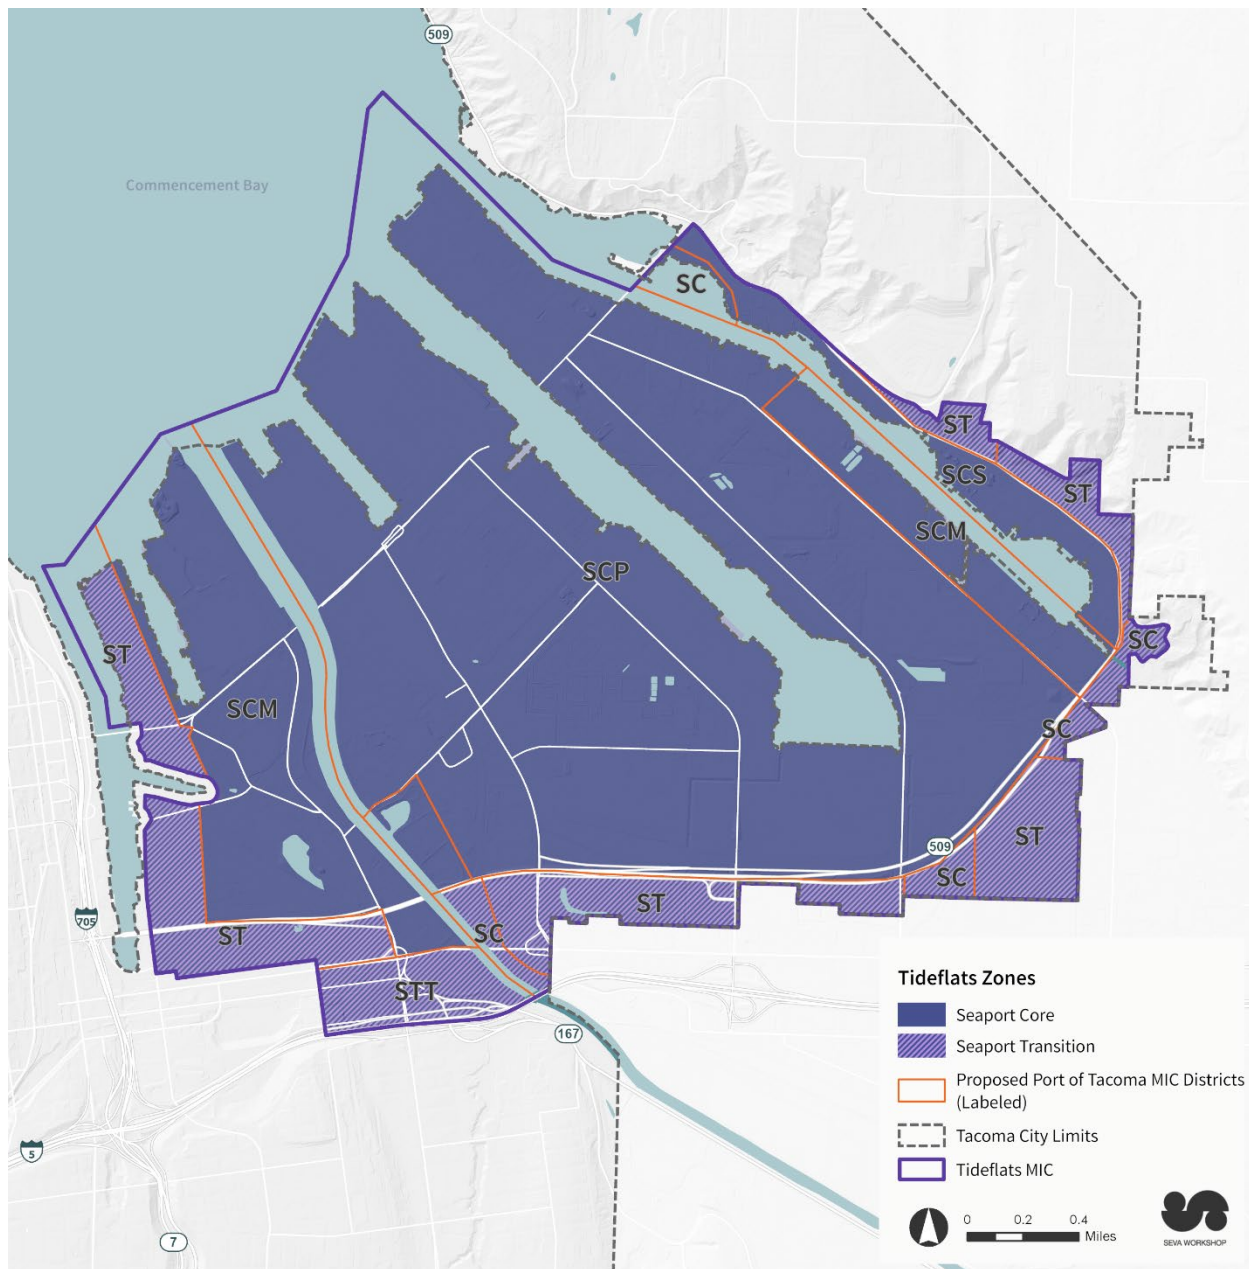 509
Commencement Bay
SC
ST
SCS
ST
SCM
SCP
SC
ST
SCM
SC
ST
509
SC
ST
705
ST
SC
STT
167
5
7
Tideflats Zones
Seaport Core
Seaport Transition
Proposed Port of Tacoma MIC Districts
(Labeled)
Tacoma City Limits
Tideflats MIC
0 0.2 0.4
Miles
SEVA WORKSHOP